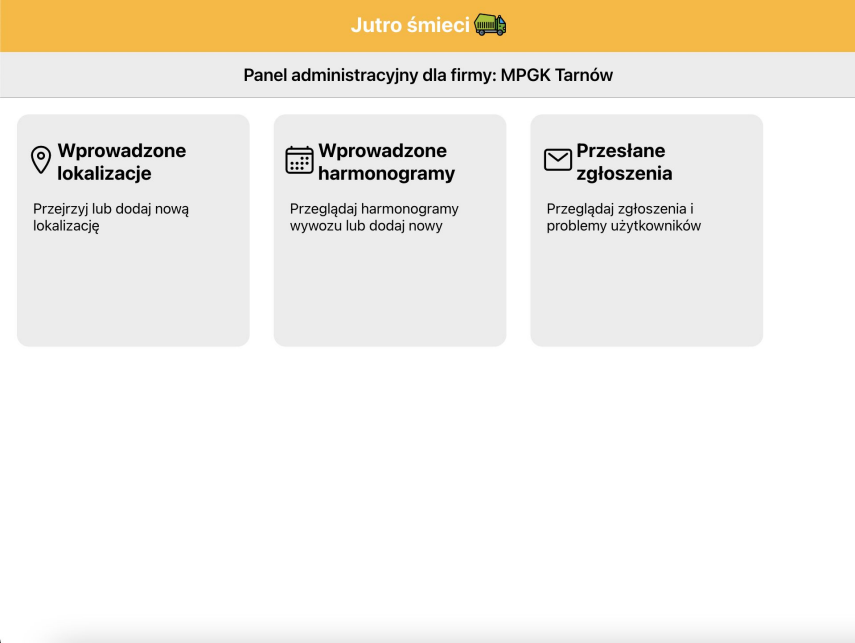 Jutro śmieci
Panel administracyjny dla firmy: MPGK Tarnów
Wprowadzone
lokalizacje
Przejrzyj lub dodaj nową
lokalizację
Wprowadzone
harmonogramy
Przeglądaj harmonogramy
wywozu lub dodaj nowy
Przesłane
zgłoszenia
Przeglądaj zgłoszenia i
problemy użytkowników